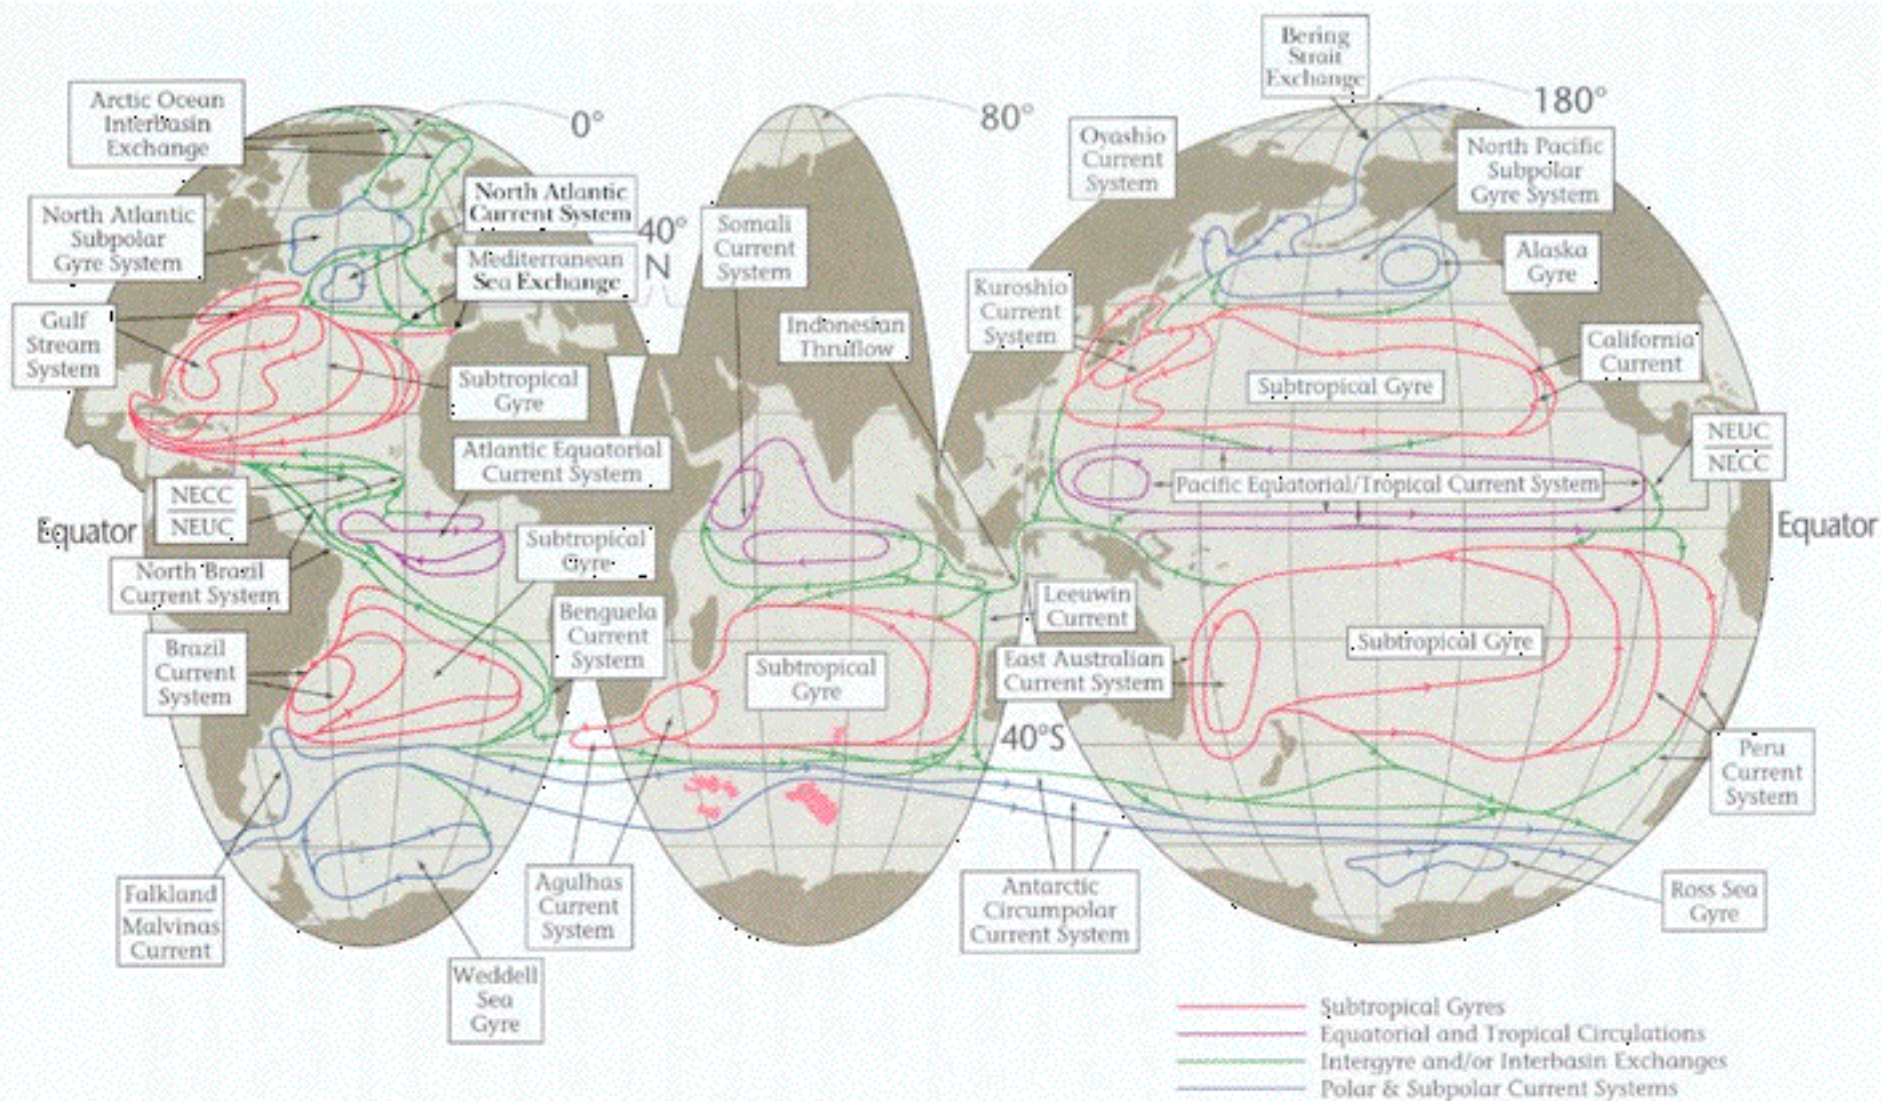 Bering
Strait
Exchange
Arctic Ocean
Interbasin
Exchange
0°
80°
180°
Oyashio
Current
System
North Pacific
Subpolar
Gyre System
North Atlantic
Subpolar
Gyre System
North Atlantic
Current System
40°
N
Somali
Current
System
Mediterranean
Sea Exchange
Alaska
Gyre
Kuroshio
Current
System
Gulf
Stream
System
Indonesian
Thruflow
California
Current
Subtropical
Gyre
Subtropical Gyre
Atlantic Equatorial
Current System
NEUC
NECC
NECC
NEUC
Pacific Equatorial/Tropical Current System
Equator
Equator
Subtropical
Gyre
North Brazil
Current System
Benguela
Current
System
Leeuwin
Current
Brazil
Current
System
Subtropical
Gyre
East Australian
Current System
Subtropical Gyre
40°S
Peru
Current
System
Falkland
Malvinas
Current
Agulhas
Current
System
Antarctic
Circumpolar
Current System
Ross Sea
Gyre
Weddell
Sea
Gyre
Subtropical Gyres
Equatorial and Tropical Circulations
Intergyre and/or Interbasin Exchanges
Polar & Subpolar Current Systems